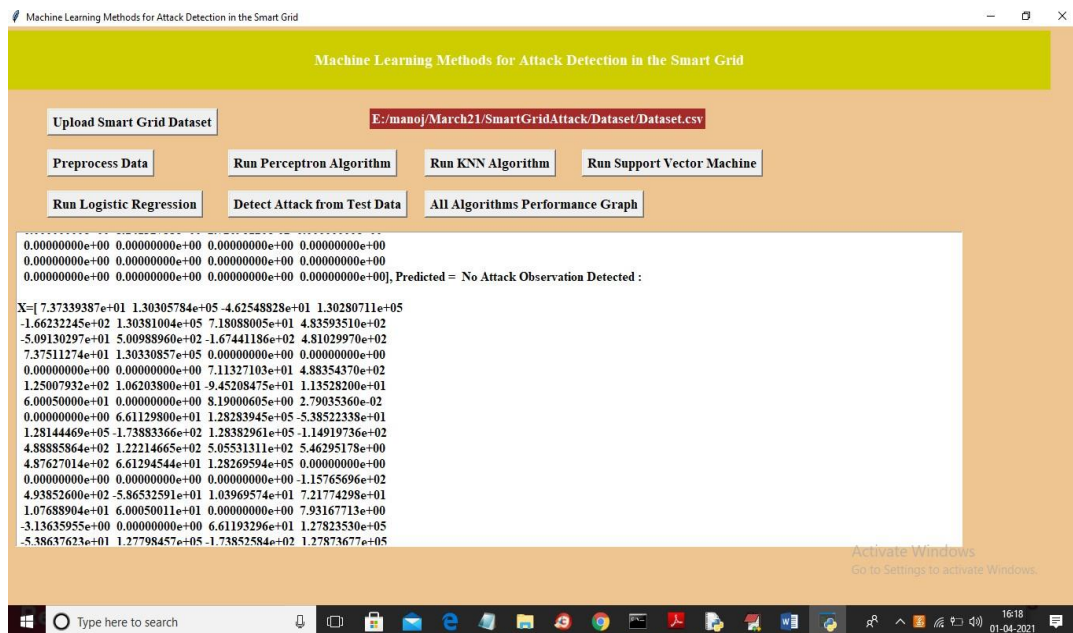 Machine Learning Methods for Attack Detection in the Smart Grid
Machine Learning Methods for Attack Detection in the Smart Grid
Upload Smart Grid Dataset
E:/manoj/March21/SmartGridAttack/Dataset/Dataset.csv
Preprocess Data
Run Perceptron Algorithm
Run KNN Algorithm
Run Support Vector Machine
Run Logistic Regression
Detect Attack from Test Data
All Algorithms Performance Graph
0.00000000e+00 0.00000000e+00 0.00000000e+00 0.00000000e+00
0.00000000e+00 0.00000000e+00 0.00000000e+00 0.00000000e+00
0.00000000e+00 0.00000000e+00 0.00000000e+00 0.00000000e+00], Predicted = No Attack Observation Detected :
X=[ 7.37339387e+01 1.30305784e+05 -4.62548828e+01 1.30280711e+05
-1.66232245e+02 1.30381004e+05 7.18088005e+01 4.83593510e+02
-5.09130297e+01 5.00988960e+02 -1.67441186e+02 4.81029970e+02
7.37511274e+01 1.30330857e+05 0.00000000e+00 0.00000000e+00
0.00000000e+00 0.00000000e+00 7.11327103e+01 4.88354370e+02
1.25007932e+02 1.06203800e+01 -9.45208475e+01 1.13528200e+01
6.00050000e+01 0.00000000e+00 8.19000605e+00 2.79035360e-02
0.00000000e+00 6.61129800e+01 1.28283945e+05 -5.38522338e+01
1.28144469e+05 -1.73883366e+02 1.28382961e+05 -1.14919736e+02
4.88885864e+02 1.22214665e+02 5.05531311e+02 5.46295178e+00
4.87627014e+02 6.61294544e+01 1.28269594e+05 0.00000000e+00
0.00000000e+00 0.00000000e+00 0.00000000e+00 -1.15765696e+02
4.93852600e+02 -5.86532591e+01 1.03969574e+01 7.21774298e+01
1.07688904e+01 6.00050011e+01 0.00000000e+00 7.93167713e+00
-3.13635955e+00 0.00000000e+00 6.61193296e+01 1.27823530e+05
-5.38637623e+01 1.27798457e+05 -1.73852584e+02 1.27873677e+05
Activate Windows
Go to Settings to activate Windows.
Type here to search
16:18
01-04-2021